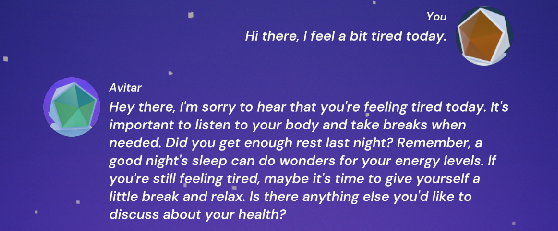 You
Hi there, I feel a bit tired today.
Avitar
Hey there, I'm sorry to hear that you're feeling tired today. It's
important to listen to your body and take breaks when
needed. Did you get enough rest last night? Remember, a
good night's sleep can do wonders for your energy levels. If
you're still feeling tired, maybe it's time to give yourself a
little break and relax. Is there anything else you'd like to
discuss about your health?